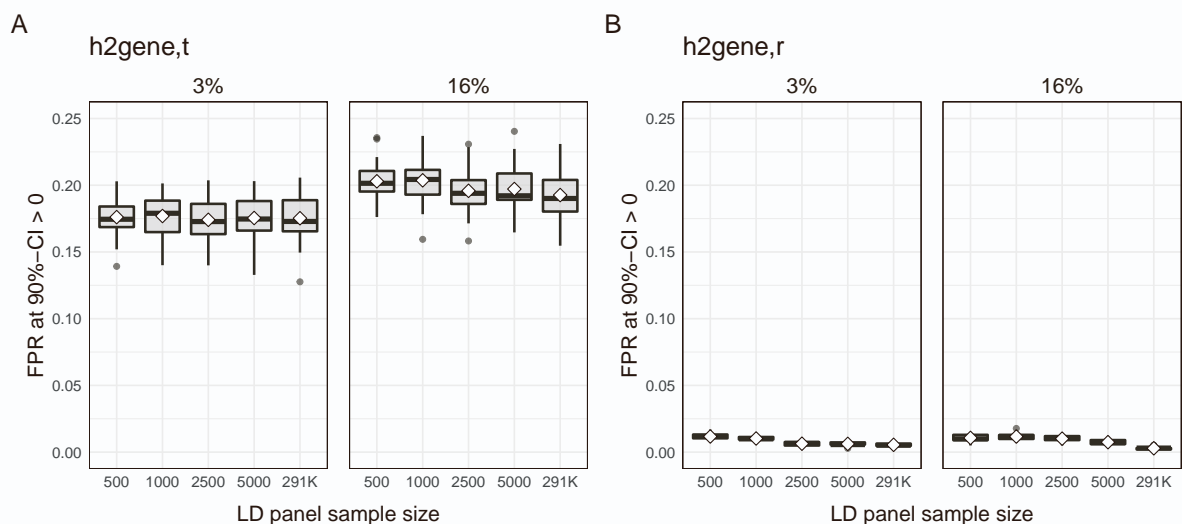 A
h2gene,t
3%
16%
FPR at 90%−CI > 0
0.25
0.20
0.15
0.10
0.05
0.00
500 1000 2500 5000 291K
500 1000 2500 5000 291K
LD panel sample size
B
h2gene,r
3%
16%
FPR at 90%−CI > 0
0.25
0.20
0.15
0.10
0.05
0.00
500 1000 2500 5000 291K
500 1000 2500 5000 291K
LD panel sample size